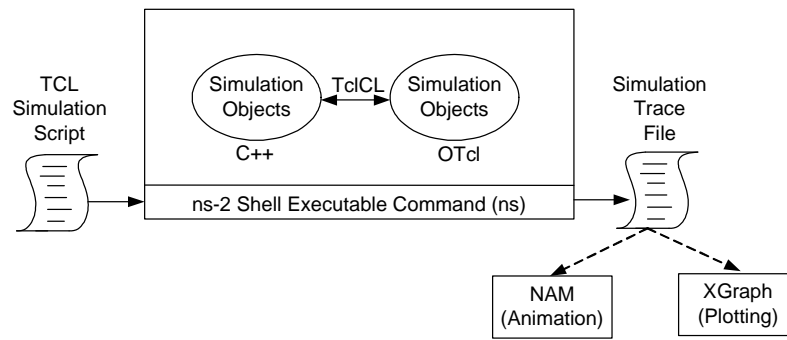 TCL
Simulation
Script
Simulation
Objects
C++
TclCL
Simulation
Objects
OTcl
ns-2 Shell Executable Command (ns)
Simulation
Trace
File
NAM
(Animation)
XGraph
(Plotting)